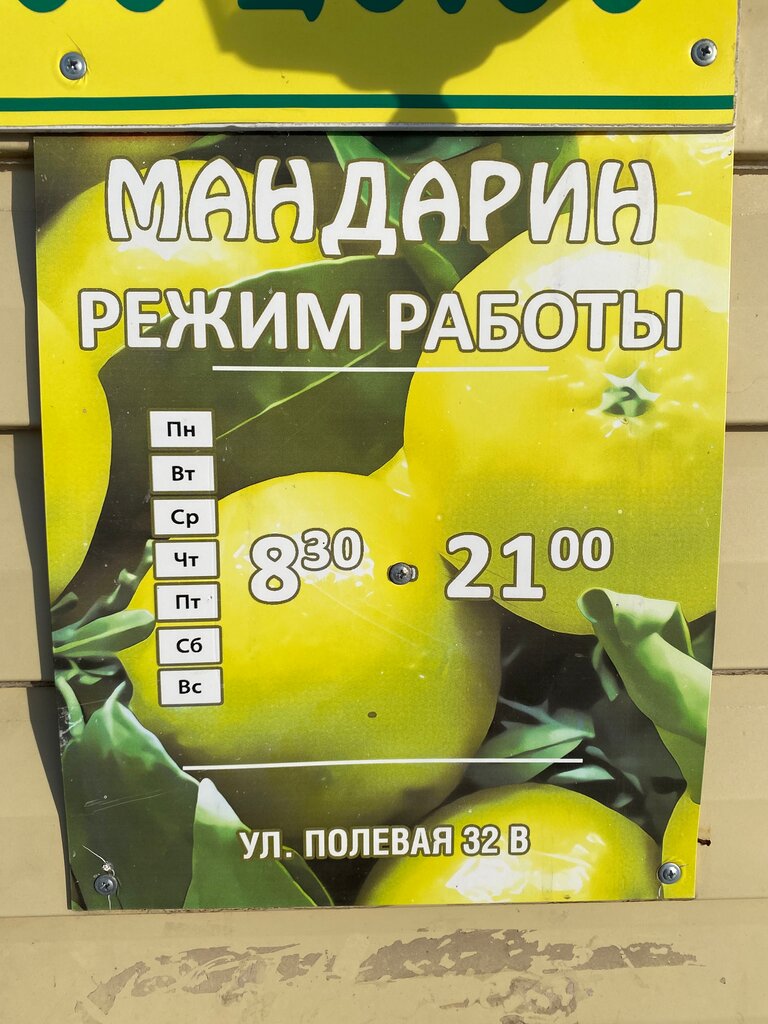 МАНДАРИН
РЕЖИМ РАБОТЫ
Пн
Вт
Ср
Чт
Пт
Сб
Вс
8³⁰ - 21⁰⁰
УЛ. ПОЛЕВАЯ 32 В